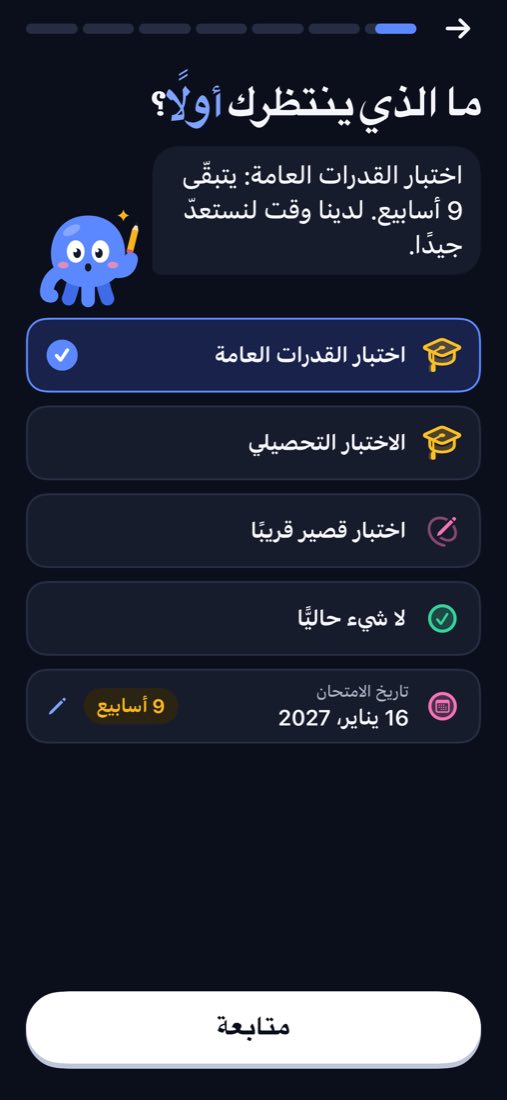 ما الذي ينتظرك أولًا؟
اختبار القدرات العامة: يتبقّى
9 أسابيع. لدينا وقت لنستعدّ
جيدًا.
اختبار القدرات العامة
الاختبار التحصيلي
اختبار قصير قريبًا
لا شيء حاليًّا
تاريخ الامتحان
16 يناير، 2027
9 أسابيع
متابعة